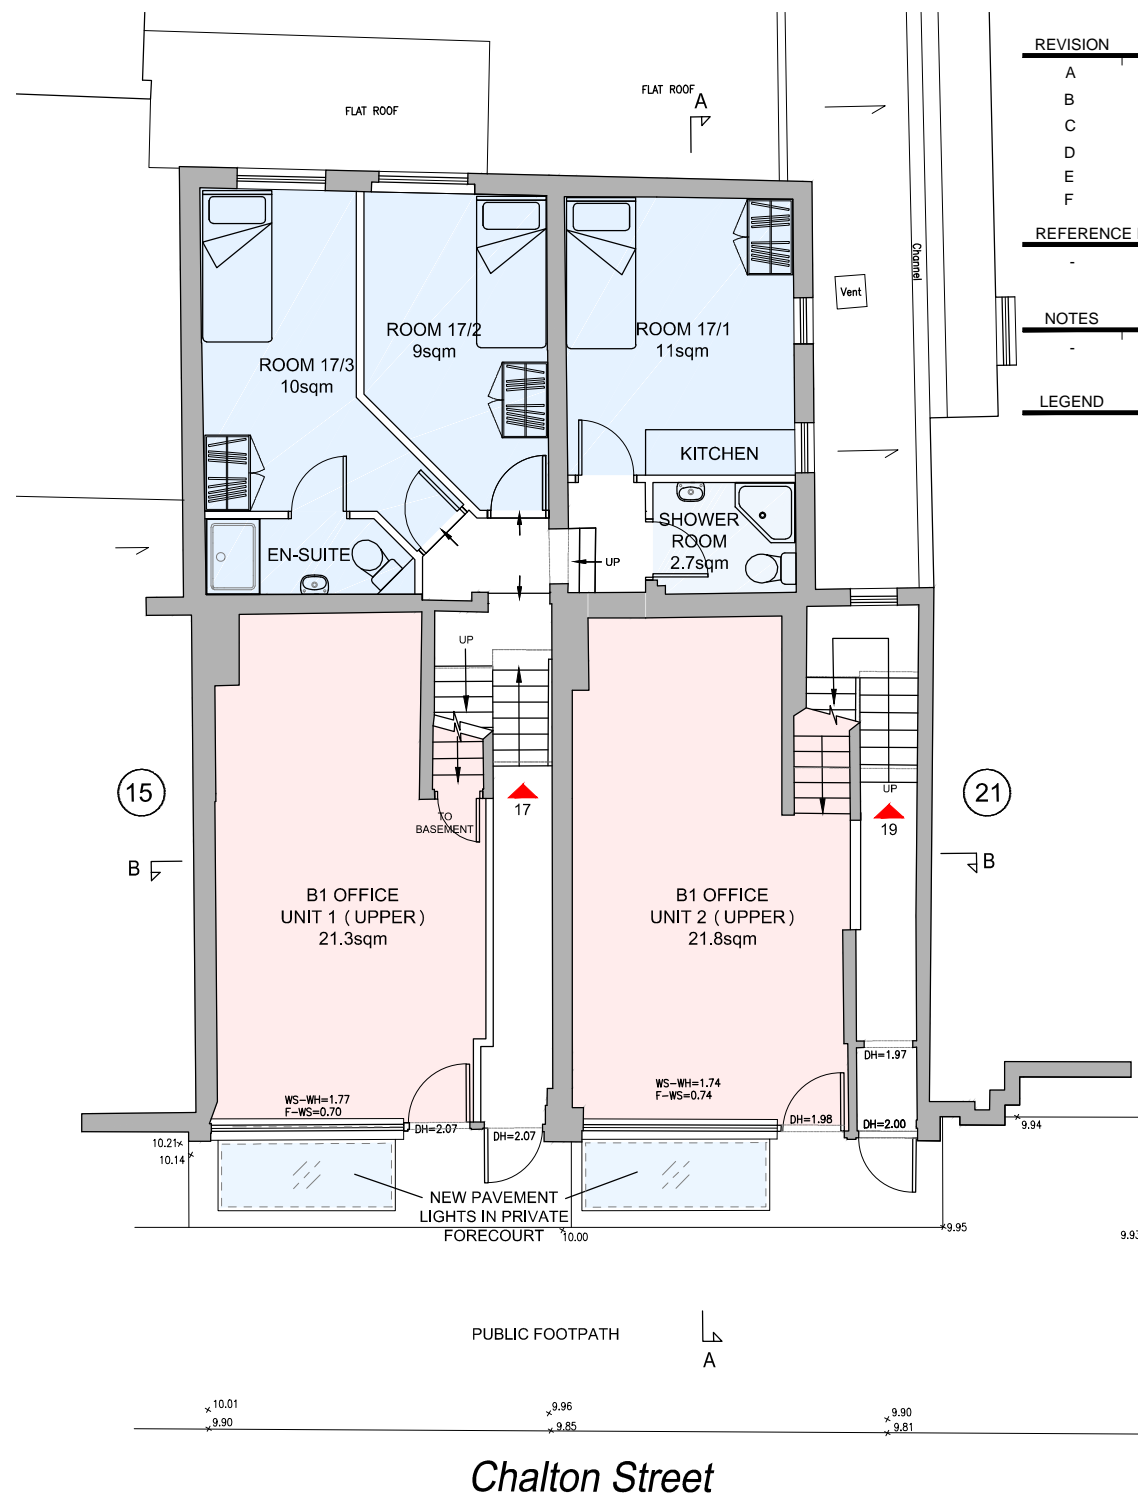 REVISION
A
B
C
D
E
F
REFERENCE
-
NOTES
-
LEGEND
FLAT ROOF
FLAT ROOF
A
Channel
Vent
ROOM 17/3
10sqm
ROOM 17/2
9sqm
ROOM 17/1
11sqm
KITCHEN
EN-SUITE
SHOWER
ROOM
2.7sqm
UP
UP
15
17
TO
BASEMENT
UP
19
21
B
B
B1 OFFICE
UNIT 1 ( UPPER )
21.3sqm
B1 OFFICE
UNIT 2 ( UPPER )
21.8sqm
DH=1.97
WS-WH=1.77
F-WS=0.70
WS-WH=1.74
F-WS=0.74
DH=2.07
DH=2.07
DH=1.98
DH=2.00
10.21
10.14
9.94
NEW PAVEMENT
LIGHTS IN PRIVATE
FORECOURT
10.00
9.95
9.93
PUBLIC FOOTPATH
A
10.01
9.90
9.96
9.85
9.90
9.81
Chalton Street